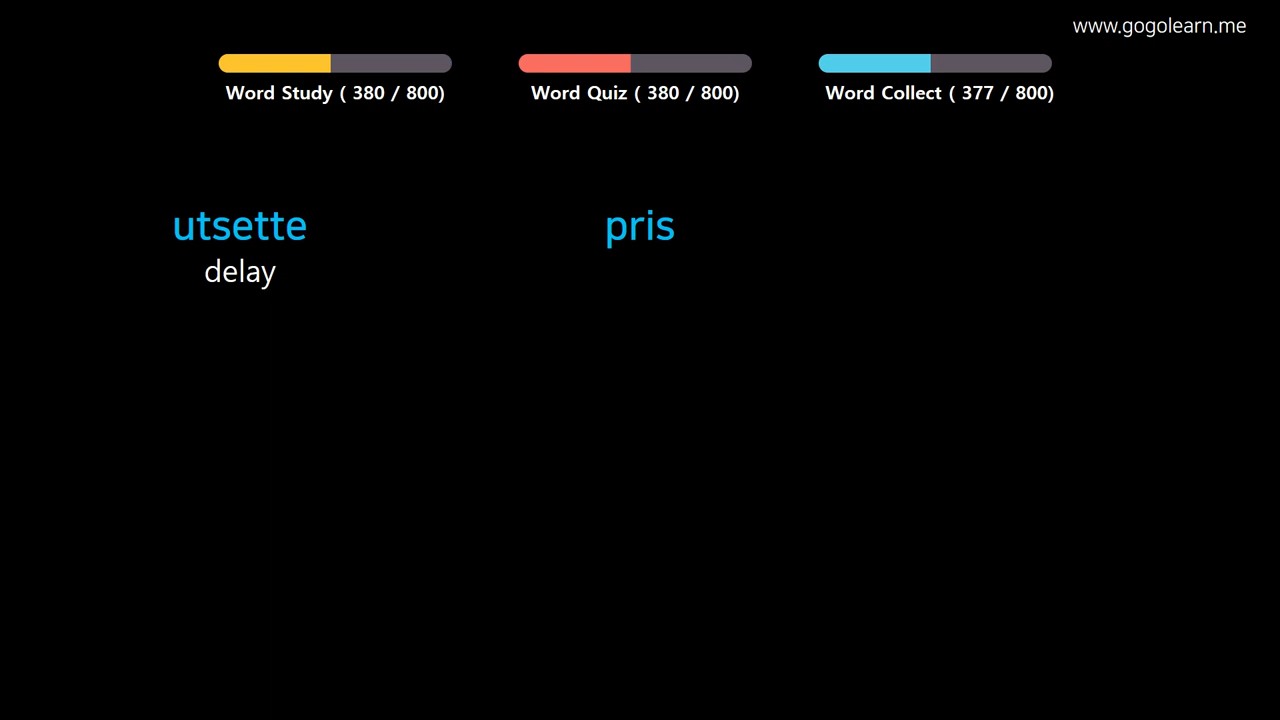 www.gogolearn.me
Word Study ( 380 / 800)
Word Quiz ( 380 / 800)
Word Collect ( 377 / 800)
utsette
delay
pris